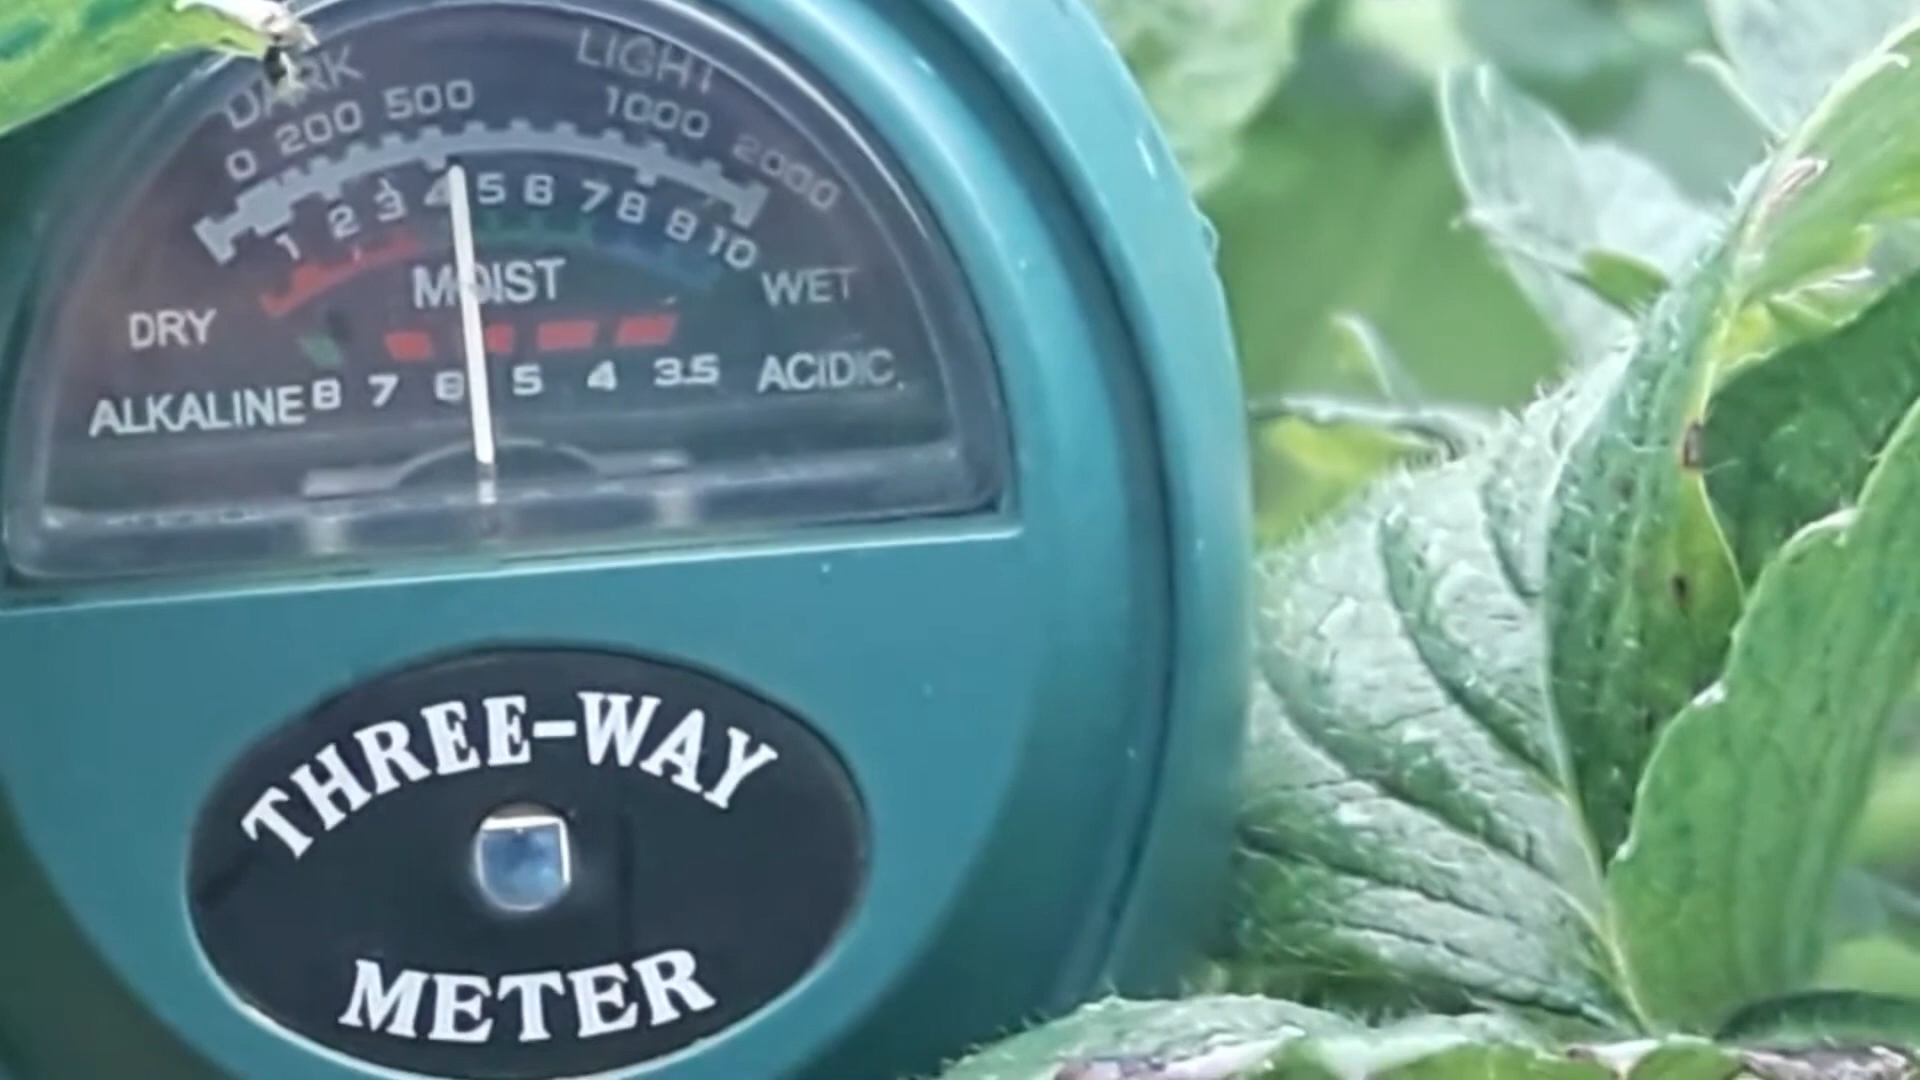 DARK LIGHT
0 200 500 1000 2000
1 2 3 4 5 6 7 8 9 10
DRY MOIST WET
8 7 6 5 4 3.5
ALKALINE ACIDIC
THREE-WAY
METER